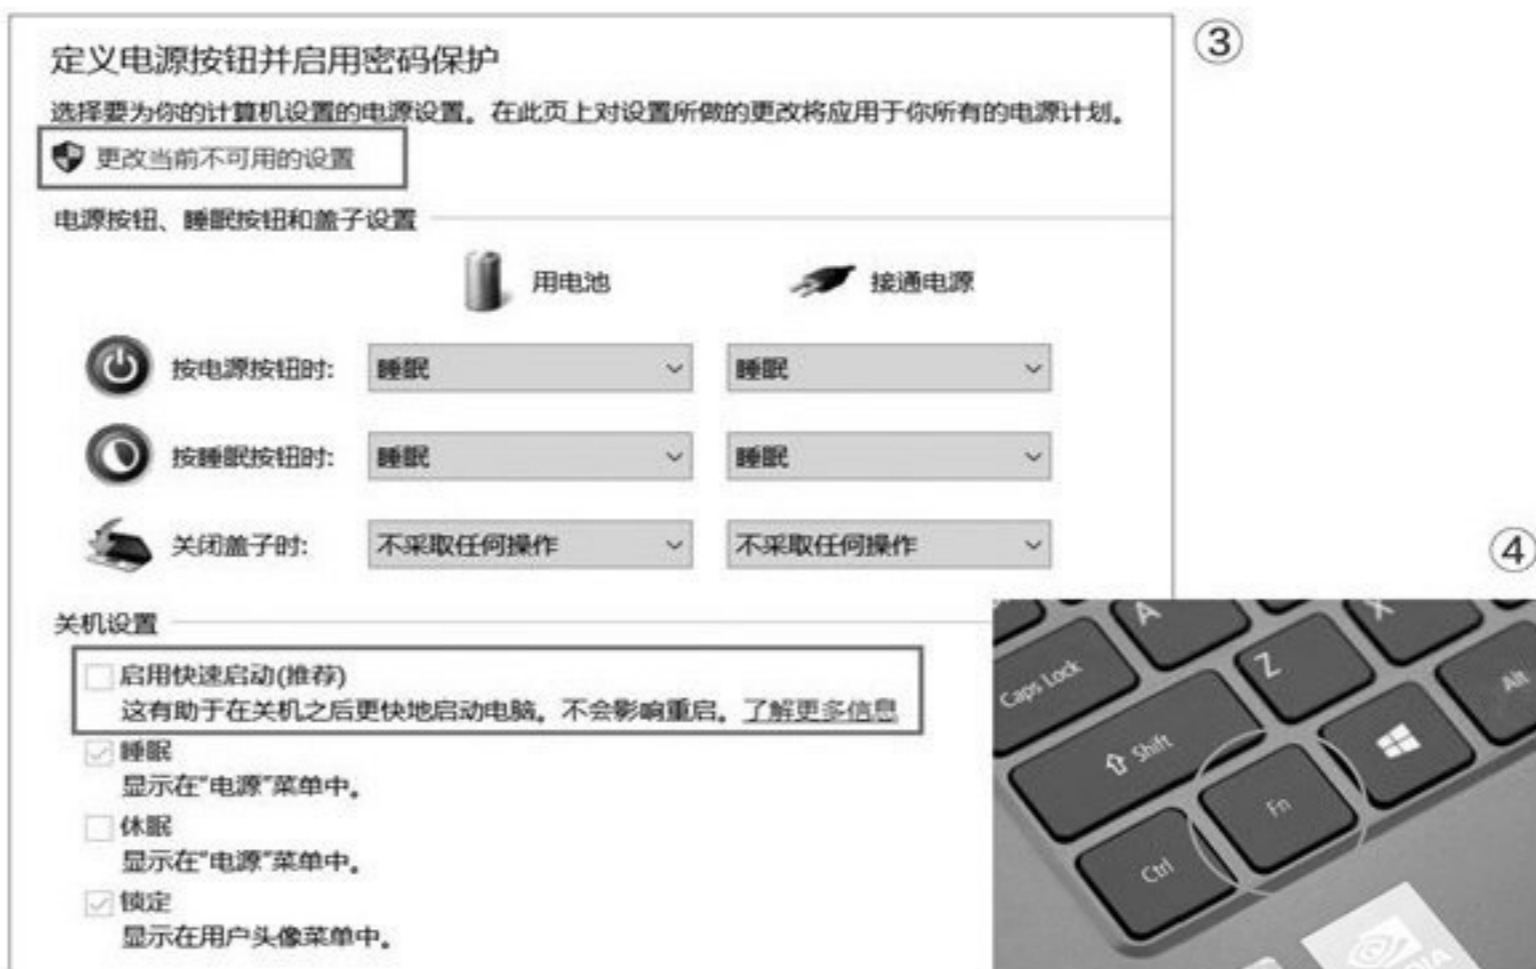 ③
定义电源按钮并启用密码保护
选择要为你的计算机设置的电源设置。在此页上对设置所做的更改将应用于你所有的电源计划。
更改当前不可用的设置
电源按钮、睡眠按钮和盖子设置
用电池 接通电源
按电源按钮时: 睡眠 睡眠
按睡眠按钮时: 睡眠 睡眠
关闭盖子时: 不采取任何操作 不采取任何操作
关机设置
启用快速启动(推荐)
这有助于在关机之后更快地启动电脑。不会影响重启。了解更多信息
睡眠
显示在"电源"菜单中。
休眠
显示在"电源"菜单中。
锁定
显示在用户头像菜单中。
④
A
X
Caps Lock
Z
Alt
Shift
Fn
Ctrl